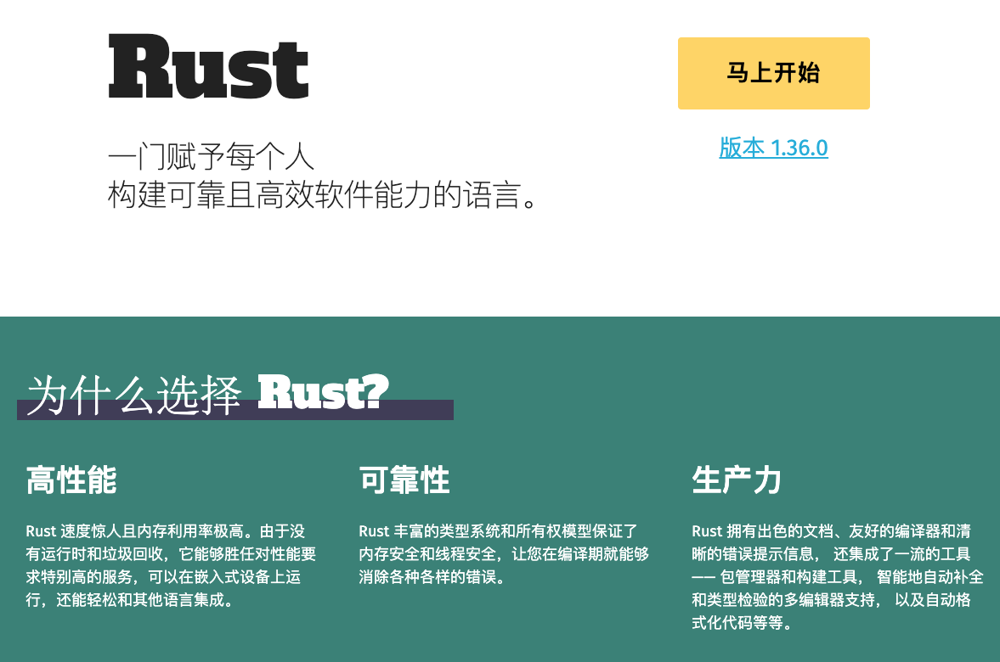 Rust
马上开始
版本 1.36.0
一门赋予每个人
构建可靠且高效软件能力的语言。
为什么选择 Rust?
高性能
Rust 速度惊人且内存利用率极高。由于没
有运行时和垃圾回收，它能够胜任对性能要
求特别高的服务，可以在嵌入式设备上运
行，还能轻松和其他语言集成。
可靠性
Rust 丰富的类型系统和所有权模型保证了
内存安全和线程安全，让您在编译期就能够
消除各种各样的错误。
生产力
Rust 拥有出色的文档、友好的编译器和清
晰的错误提示信息， 还集成了一流的工具
—— 包管理器和构建工具， 智能地自动补全
和类型检验的多编辑器支持， 以及自动格
式化代码等等。